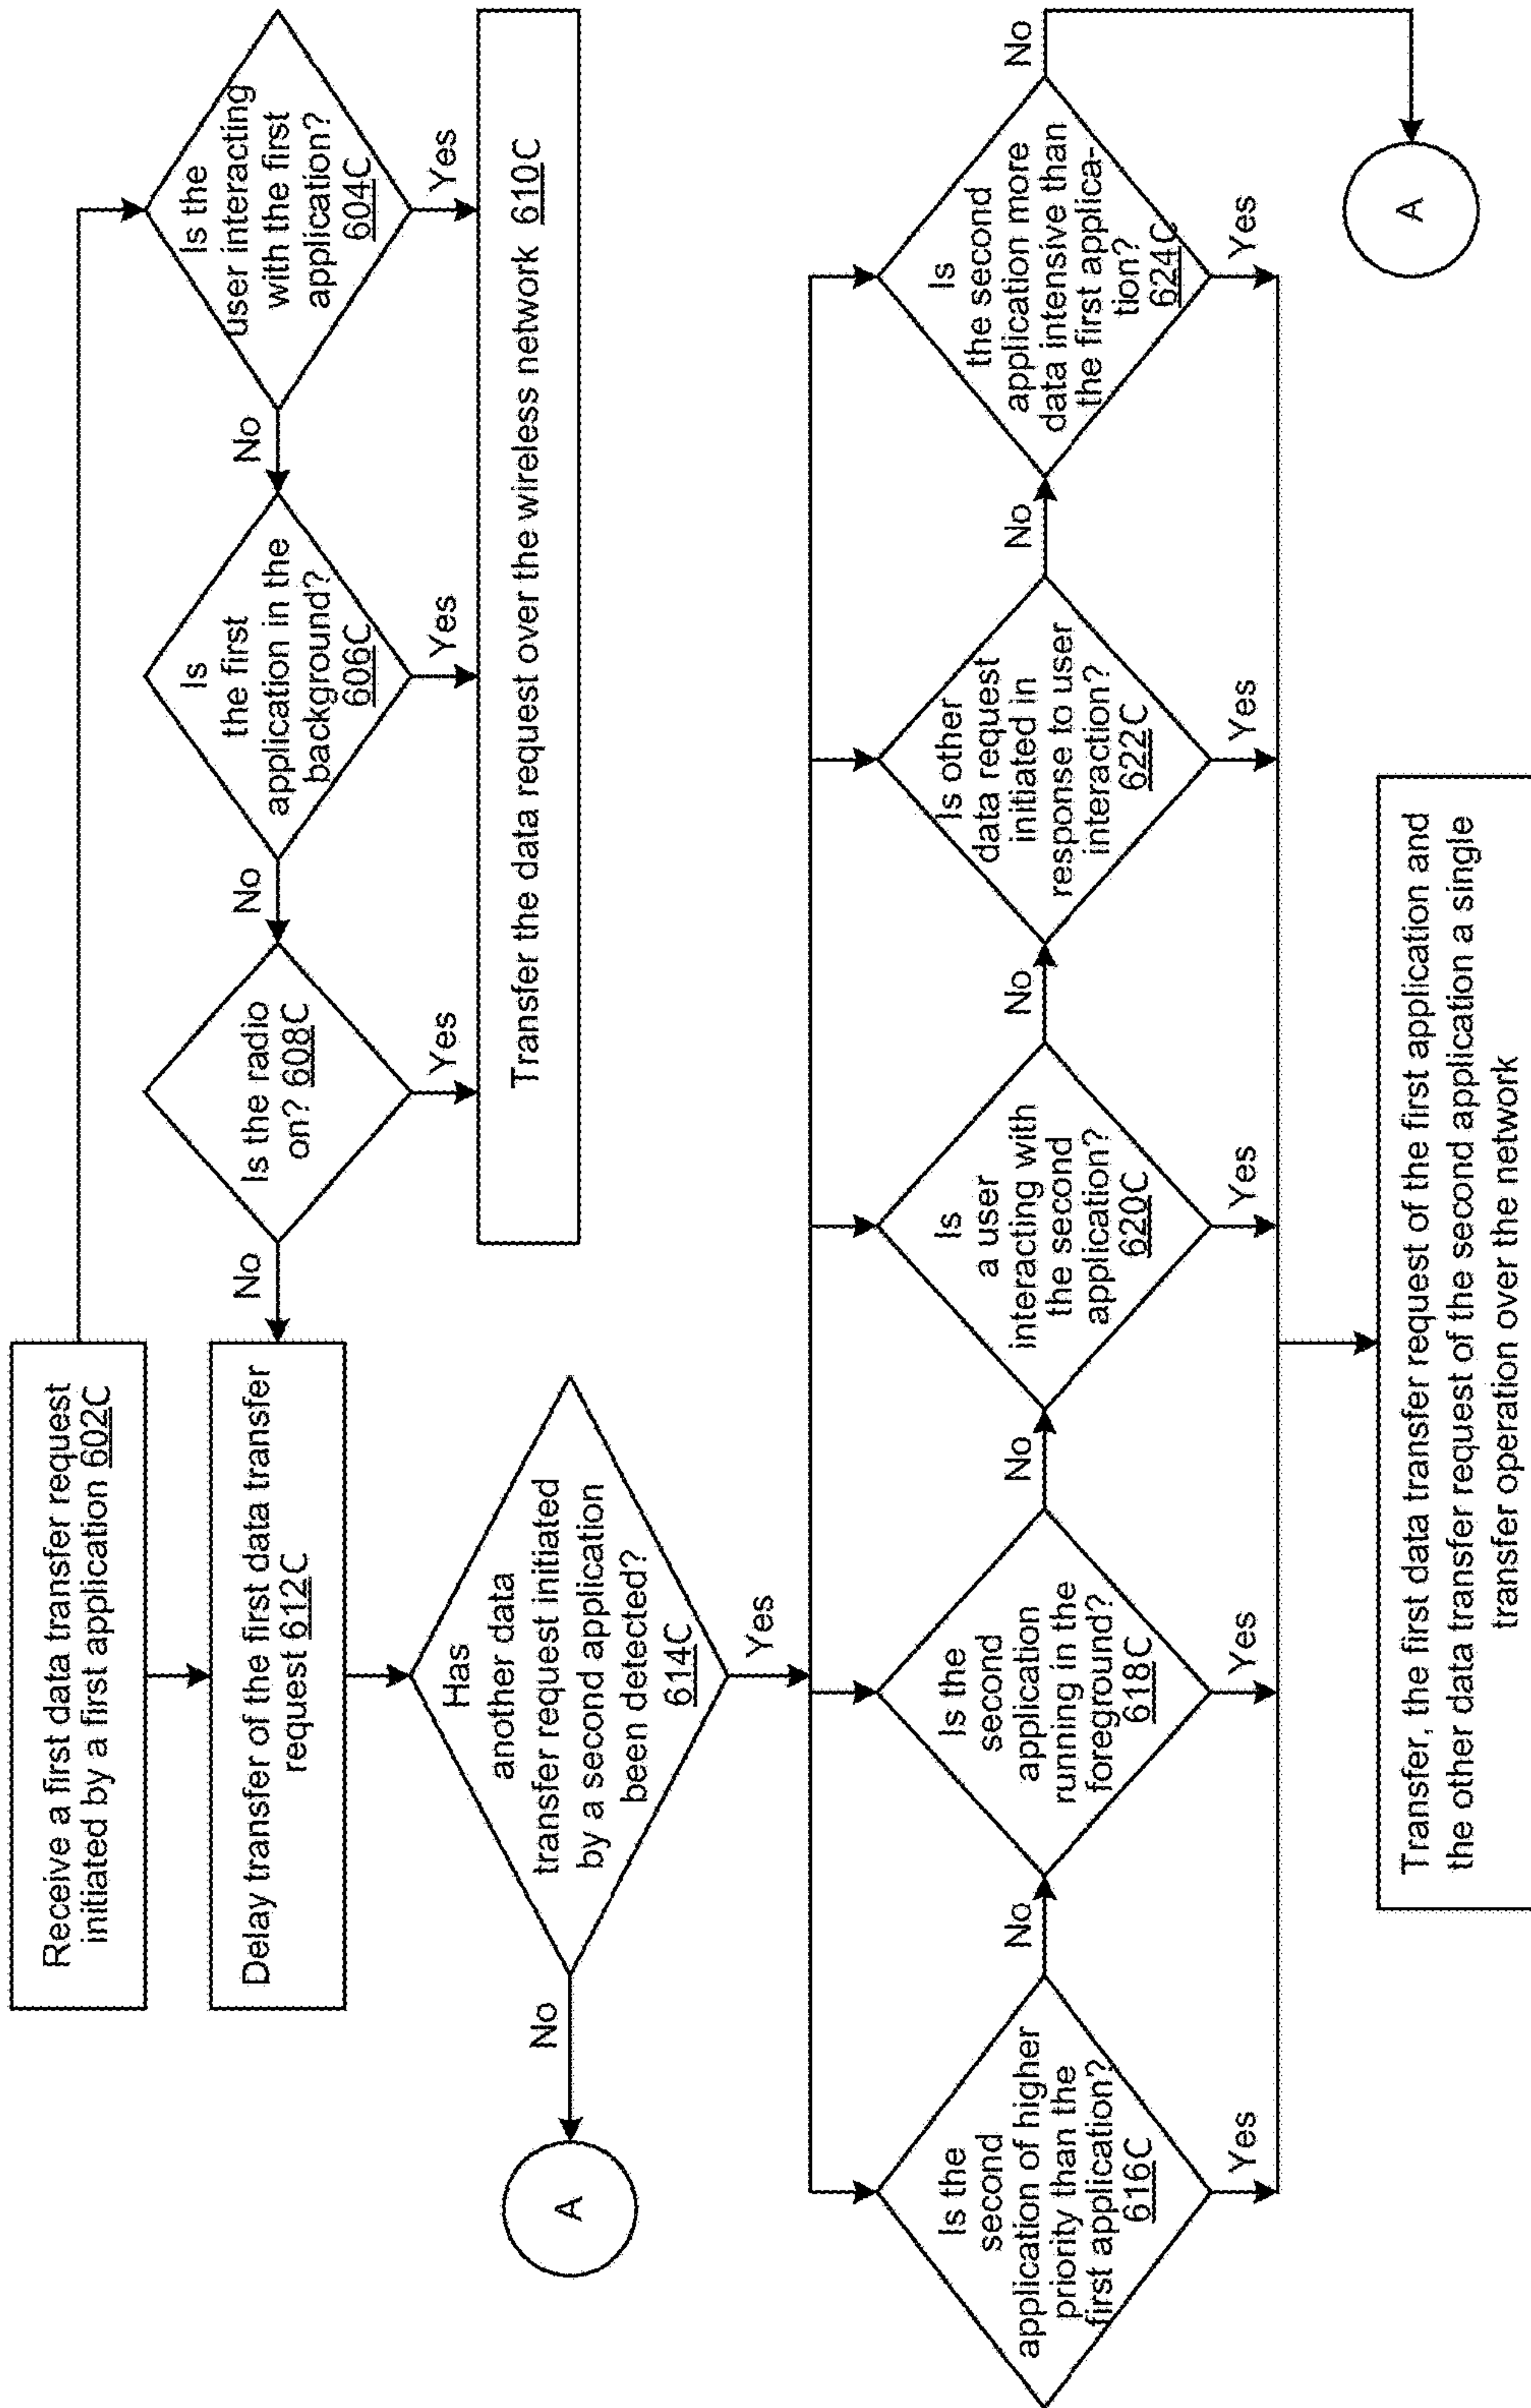 Receive a first data transfer request
initiated by a first application 602C
Is the
user interacting
with the first
application?
604C
No
Yes
Is
the first
application in the
background?
606C
No
Yes
Is the radio
on? 608C
No
Yes
Transfer the data request over the wireless network 610C
Delay transfer of the first data transfer
request 612C
Has
another data
transfer request initiated
by a second application
been detected?
614C
No
A
Yes
Is the
second
application of higher
priority than the
first application?
616C
No
Yes
Is the
second
application
running in the
foreground?
618C
No
Yes
Is
a user
interacting with
the second
application?
620C
No
Yes
Is other
data request
initiated in
response to user
interaction?
622C
No
Yes
Is
the second
application more
data intensive than
the first applica-
tion?
624C
No
Yes
A
Transfer, the first data transfer request of the first application and
the other data transfer request of the second application a single
transfer operation over the network